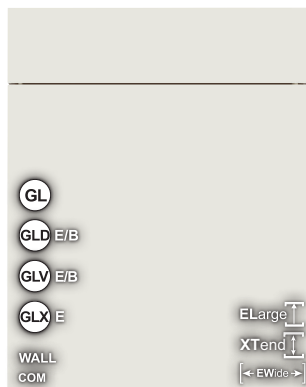 GL
GLD E/B
GLV E/B
GLX E
WALL
COM
ELarge
XTend
EWide